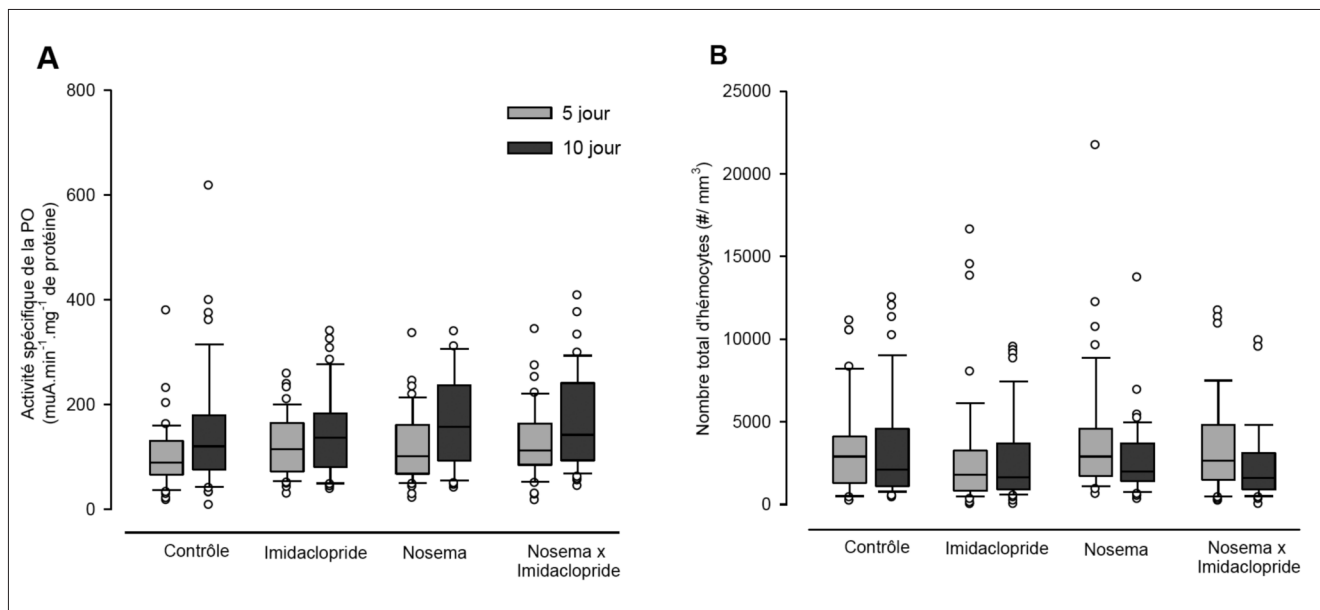 A
Activité spécifique de la PO
(muA.min⁻¹.mg⁻¹ de protéine)
800
600
400
200
0
5 jour
10 jour
Contrôle
Imidaclopride
Nosema
Nosema x
Imidaclopride
B
Nombre total d'hémocytes (#/ mm³)
25000
20000
15000
10000
5000
0
Contrôle
Imidaclopride
Nosema
Nosema x
Imidaclopride